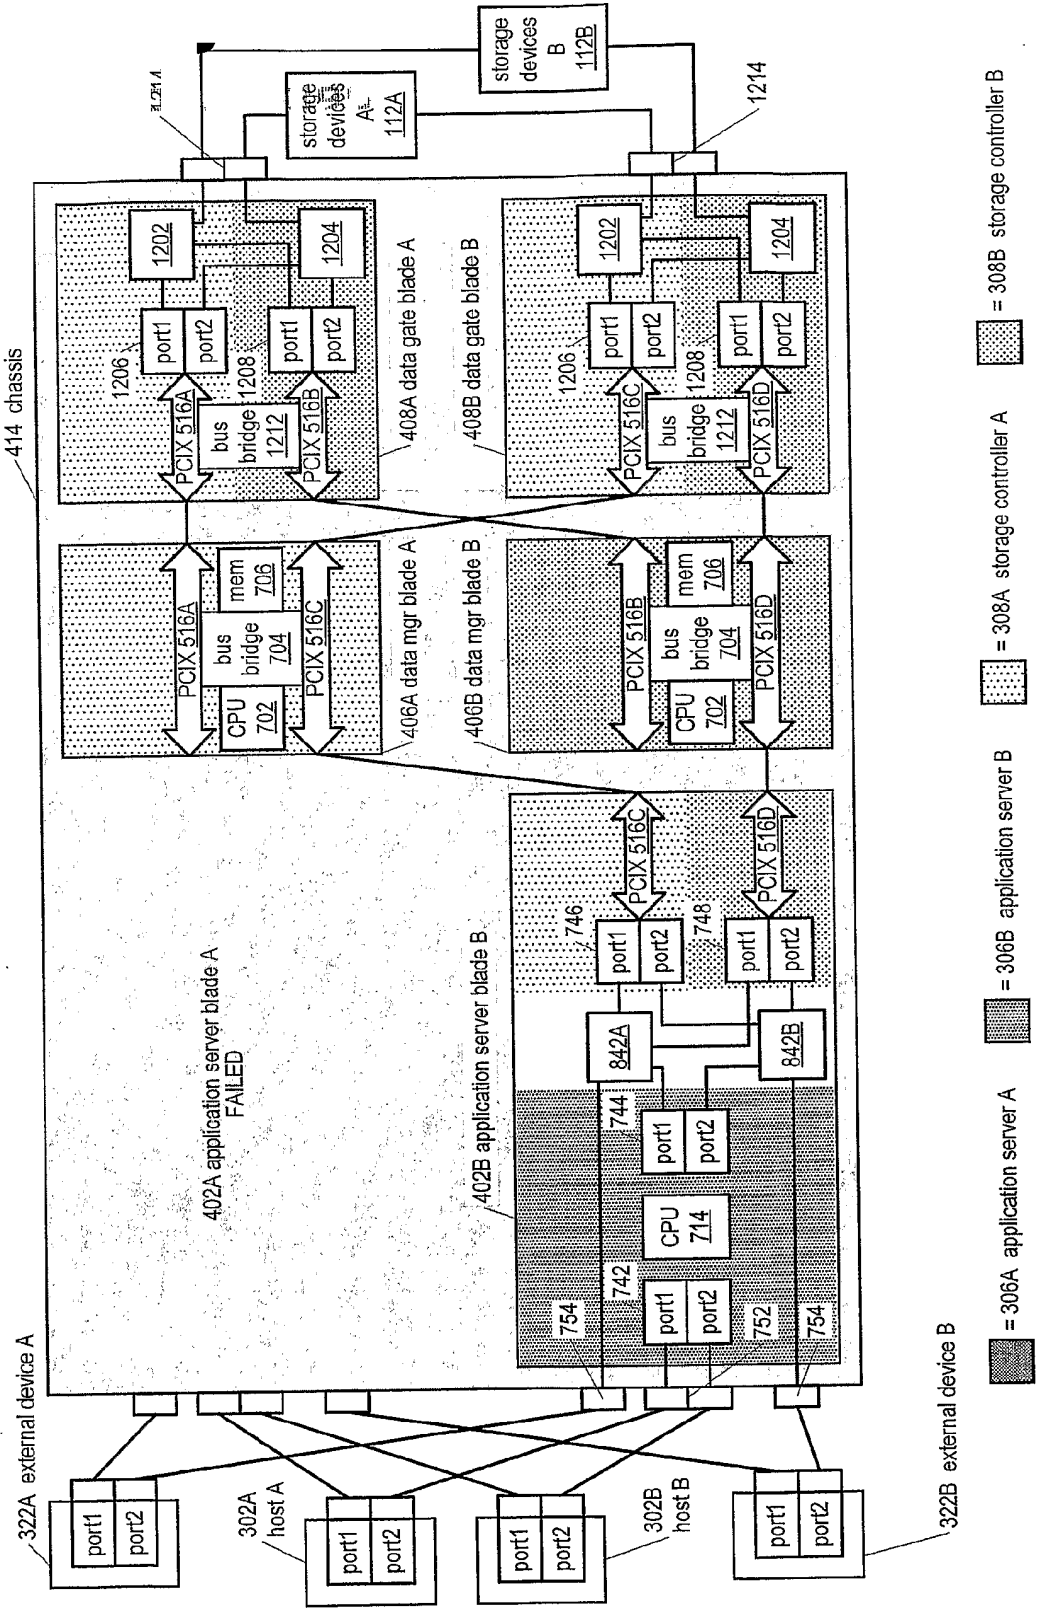 414 chassis
322A external device A
port1
port2
302A
host A
port1
port2
302B
host B
port1
port2
322B external device B
port1
port2
402A application server blade A
FAILED
402B application server blade B
754
742
port1
port2
752
754
CPU
714
744
port1
port2
842A
842B
746
port1
port2
748
port1
port2
PCIX 516C
PCIX 516D
406A data mgr blade A
PCIX 516A
CPU
702
bus
bridge
704
mem
706
PCIX 516C
406B data mgr blade B
PCIX 516B
CPU
702
bus
bridge
704
mem
706
PCIX 516D
408A data gate blade A
PCIX 516A
bus
bridge
1212
PCIX 516B
1206
port1
port2
1208
port1
port2
1202
1204
408B data gate blade B
PCIX 516C
bus
bridge
1212
PCIX 516D
1206
port1
port2
1208
port1
port2
1202
1204
1214
storage
devices
A
112A
storage
devices
B
112B
1214
= 306A application server A
= 306B application server B
= 308A storage controller A
= 308B storage controller B